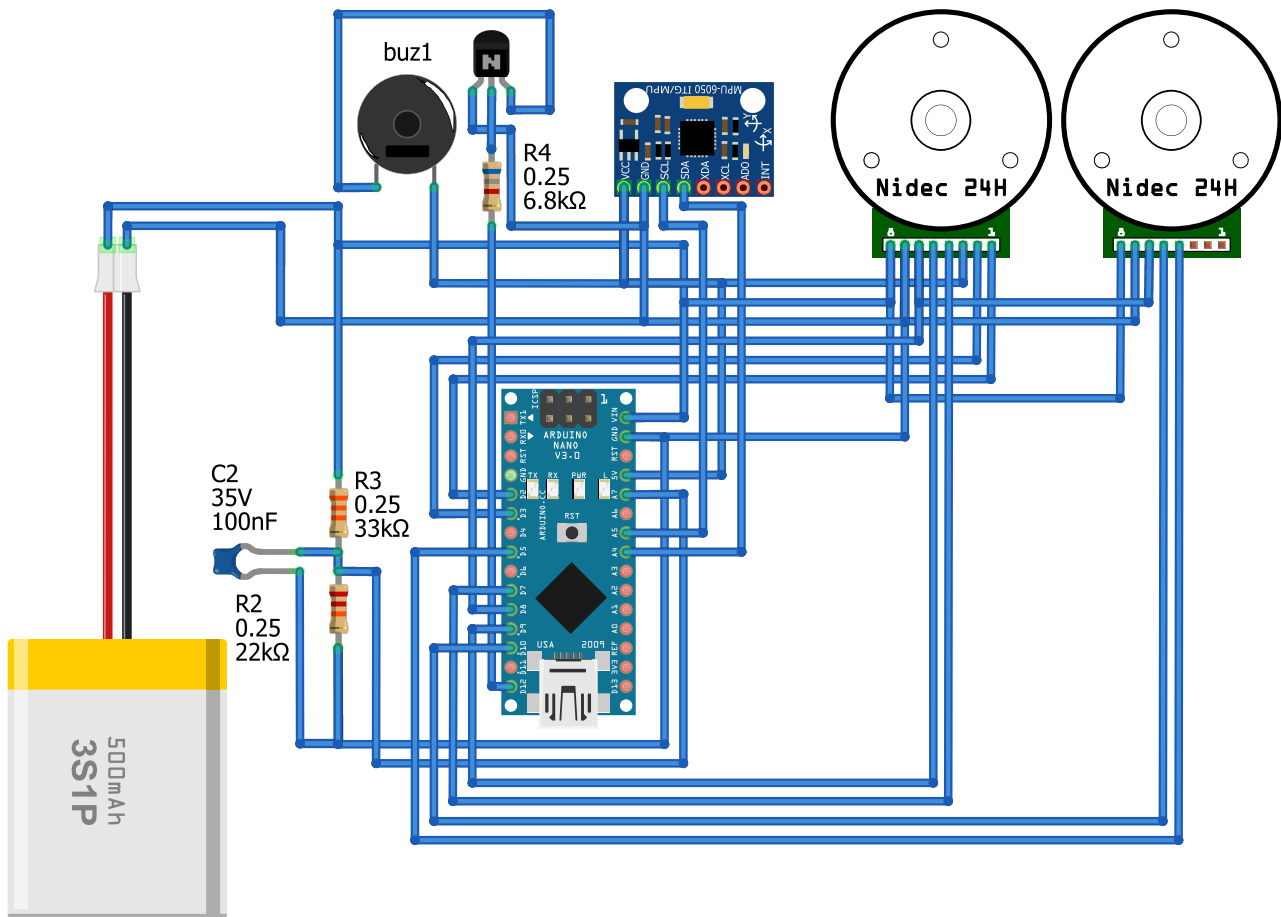 buz1
N
MPU-6050 ITG/MPU
Y
X
VCC
GND
SCL
SDA
XDA
XCL
ADO
INT
R4
0.25
6.8kΩ
Nidec 24H
8
1
Nidec 24H
8
1
ICSP
1
ARDUINO
NANO
V3.0
TX1
RX0
RST
GND
D2
D3
D4
D5
D6
D7
D8
D9
D10
D11
D12
VIN
GND
RST
5V
A7
A6
A5
A4
A3
A2
A1
A0
REF
3V3
D13
TX
RX
PWR
L
RST
ARDUINO.CC
USA
2009
C2
35V
100nF
R3
0.25
33kΩ
R2
0.25
22kΩ
500mAh
3S1P